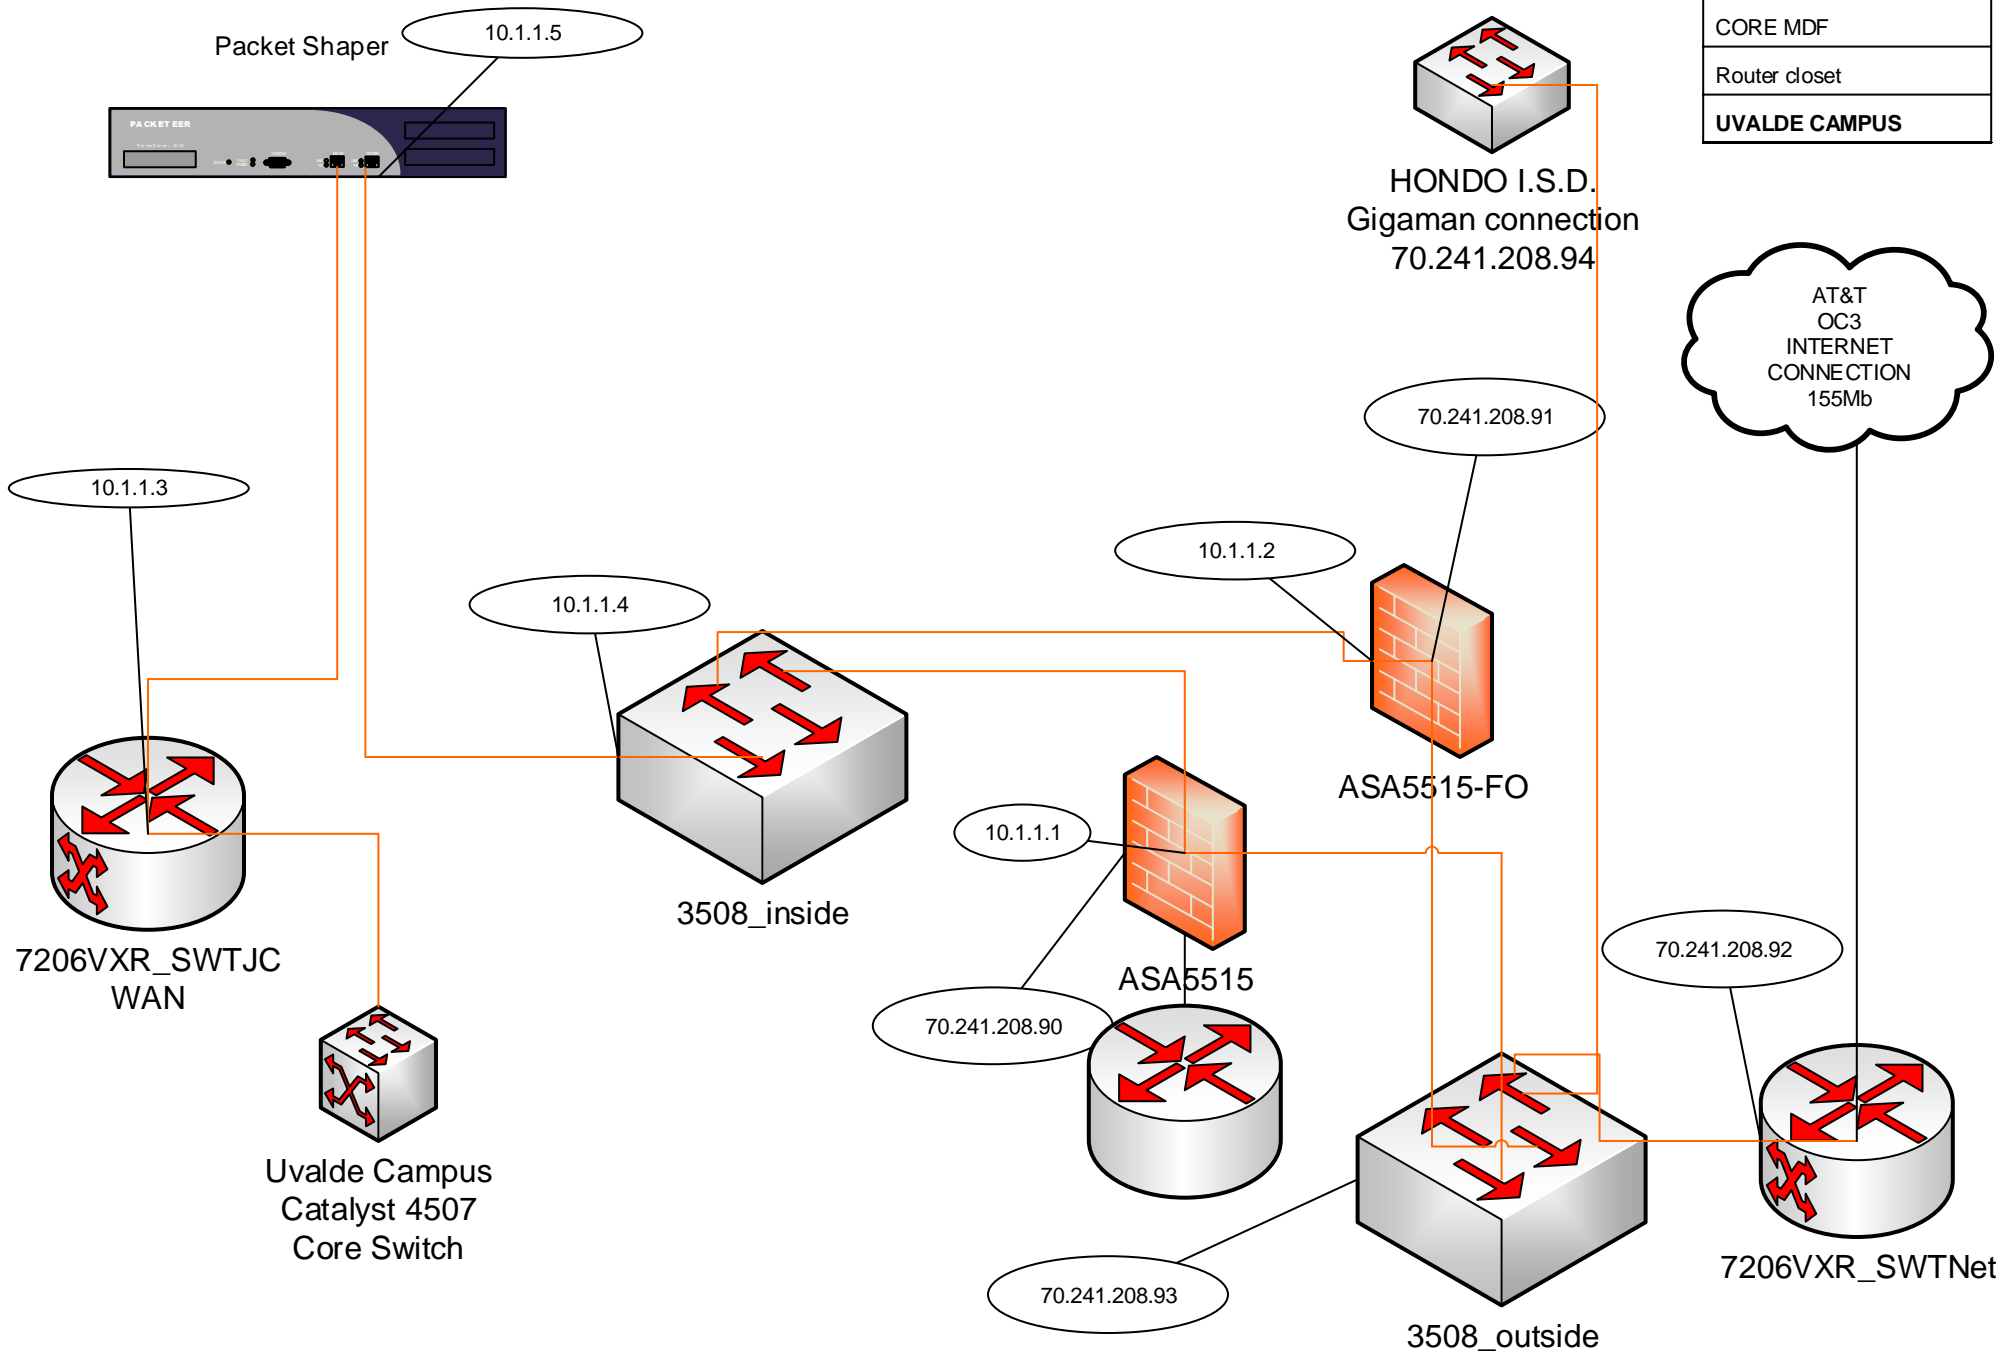 10.1.1.5
Packet Shaper
PACKETEER
CORE MDF
Router closet
UVALDE CAMPUS
HONDO I.S.D.
Gigaman connection
70.241.208.94
AT&T
OC3
INTERNET
CONNECTION
155Mb
70.241.208.91
10.1.1.3
10.1.1.2
10.1.1.4
ASA5515-FO
10.1.1.1
3508_inside
7206VXR_SWTJC
WAN
ASA5515
70.241.208.92
70.241.208.90
Uvalde Campus
Catalyst 4507
Core Switch
70.241.208.93
7206VXR_SWTNet
3508_outside